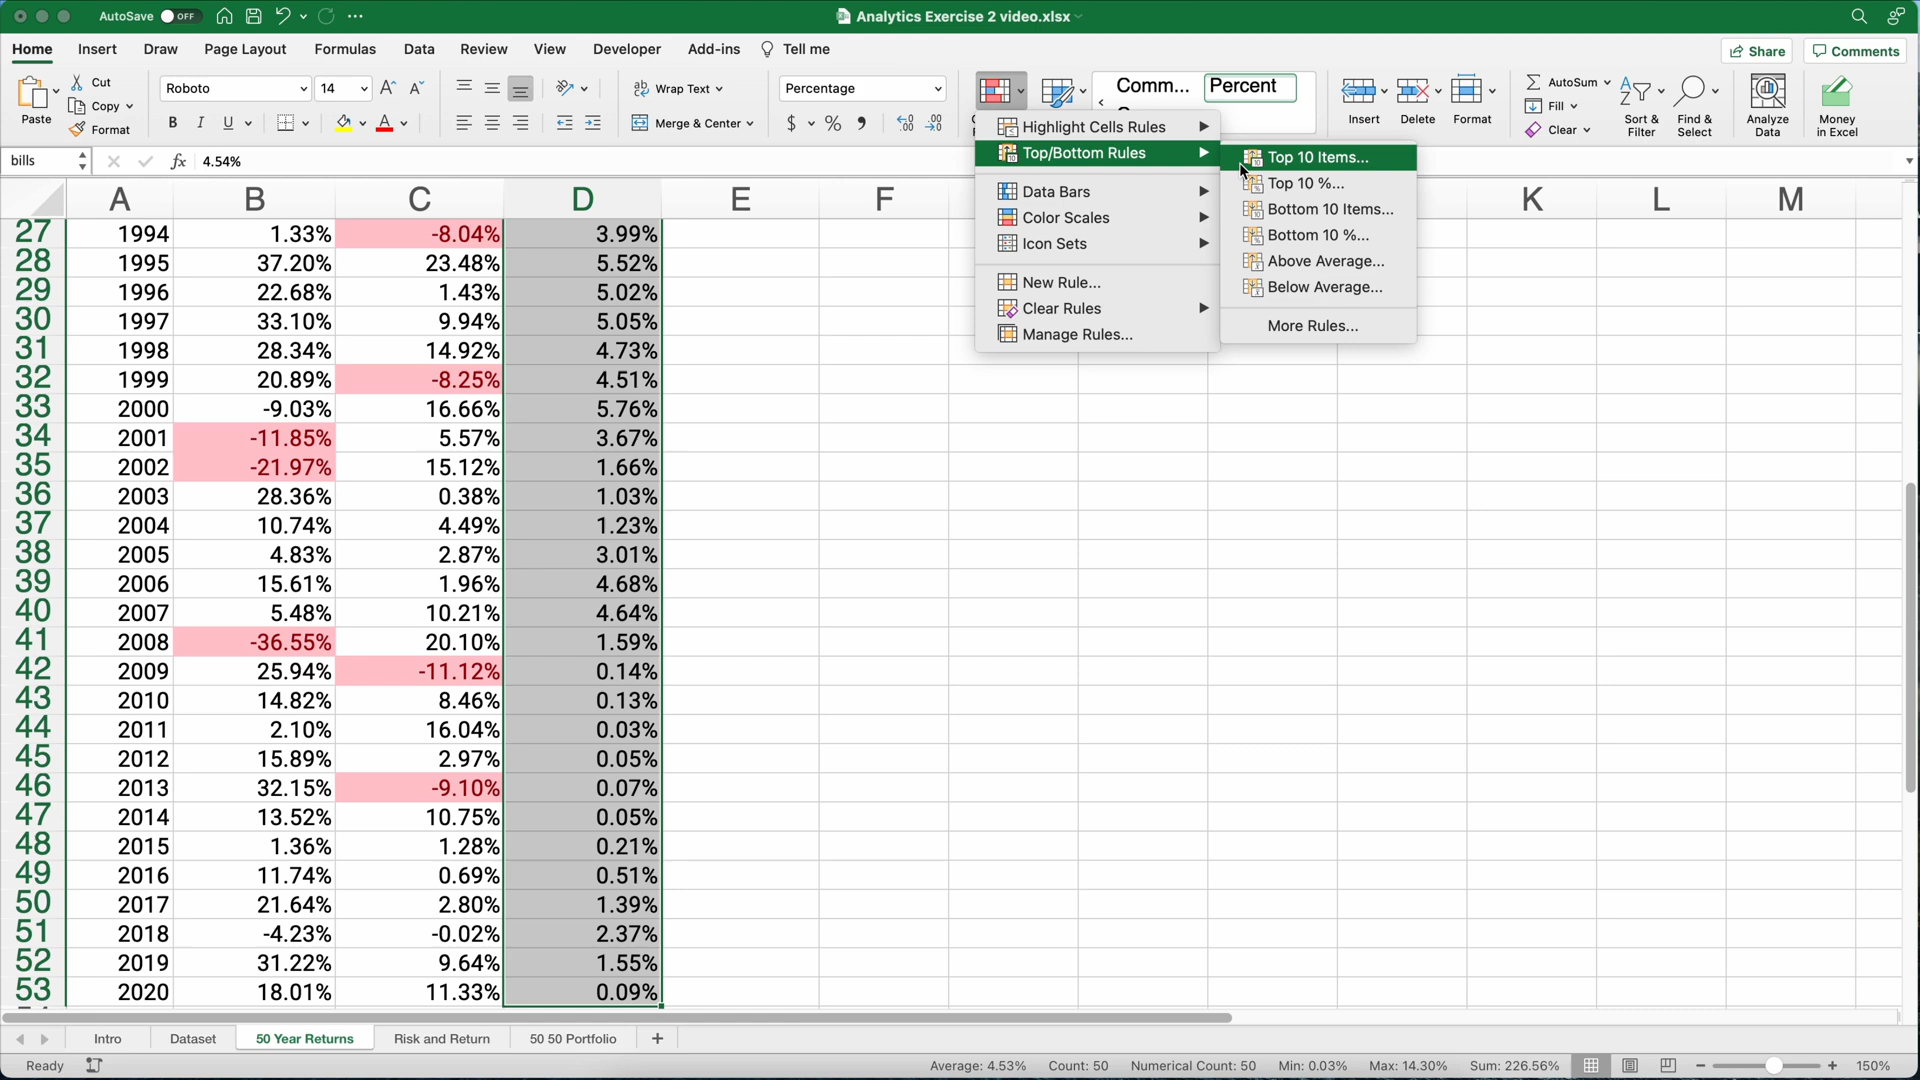 AutoSave OFF Analytics Exercise 2 video.xlsx
Home Insert Draw Page Layout Formulas Data Review View Developer Add-ins Tell me Share Comments
Paste Cut Copy Format
Roboto 14
B I U
Wrap Text
Merge & Center
Percentage
Comm... Percent
Insert Delete Format
AutoSum
Fill
Clear
Sort & Filter
Find & Select
Analyze Data
Money in Excel
bills fx 4.54%
Highlight Cells Rules
Top/Bottom Rules
Data Bars
Color Scales
Icon Sets
New Rule...
Clear Rules
Manage Rules...
Top 10 Items...
Top 10 %...
Bottom 10 Items...
Bottom 10 %...
Above Average...
Below Average...
More Rules...
A B C D E F K L M
27 1994 1.33% -8.04% 3.99%
28 1995 37.20% 23.48% 5.52%
29 1996 22.68% 1.43% 5.02%
30 1997 33.10% 9.94% 5.05%
31 1998 28.34% 14.92% 4.73%
32 1999 20.89% -8.25% 4.51%
33 2000 -9.03% 16.66% 5.76%
34 2001 -11.85% 5.57% 3.67%
35 2002 -21.97% 15.12% 1.66%
36 2003 28.36% 0.38% 1.03%
37 2004 10.74% 4.49% 1.23%
38 2005 4.83% 2.87% 3.01%
39 2006 15.61% 1.96% 4.68%
40 2007 5.48% 10.21% 4.64%
41 2008 -36.55% 20.10% 1.59%
42 2009 25.94% -11.12% 0.14%
43 2010 14.82% 8.46% 0.13%
44 2011 2.10% 16.04% 0.03%
45 2012 15.89% 2.97% 0.05%
46 2013 32.15% -9.10% 0.07%
47 2014 13.52% 10.75% 0.05%
48 2015 1.36% 1.28% 0.21%
49 2016 11.74% 0.69% 0.51%
50 2017 21.64% 2.80% 1.39%
51 2018 -4.23% -0.02% 2.37%
52 2019 31.22% 9.64% 1.55%
53 2020 18.01% 11.33% 0.09%
Intro Dataset 50 Year Returns Risk and Return 50 50 Portfolio +
Ready Average: 4.53% Count: 50 Numerical Count: 50 Min: 0.03% Max: 14.30% Sum: 226.56% 150%